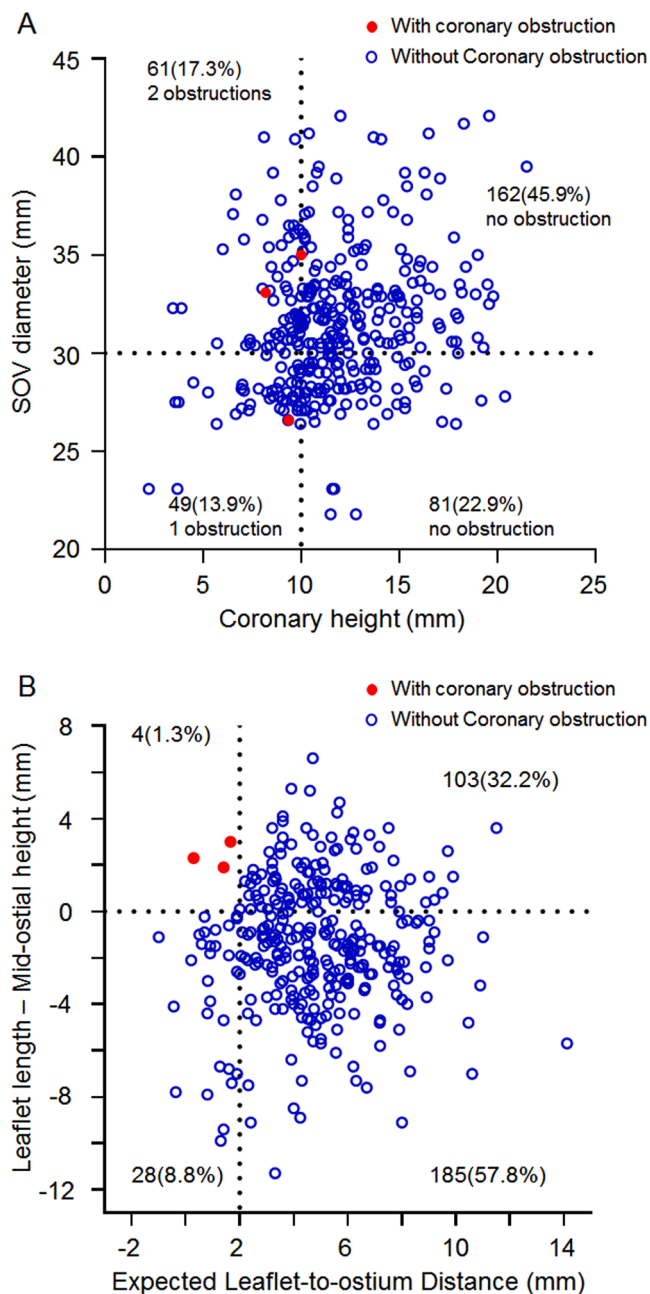 A
With coronary obstruction
Without Coronary obstruction
61(17.3%)
2 obstructions
162(45.9%)
no obstruction
49(13.9%)
1 obstruction
81(22.9%)
no obstruction
SOV diameter (mm)
45
40
35
30
25
20
0 5 10 15 20 25
Coronary height (mm)
B
With coronary obstruction
Without Coronary obstruction
4(1.3%)
103(32.2%)
28(8.8%)
185(57.8%)
Leaflet length – Mid-ostial height (mm)
8
4
0
-4
-8
-12
-2 2 6 10 14
Expected Leaflet-to-ostium Distance (mm)